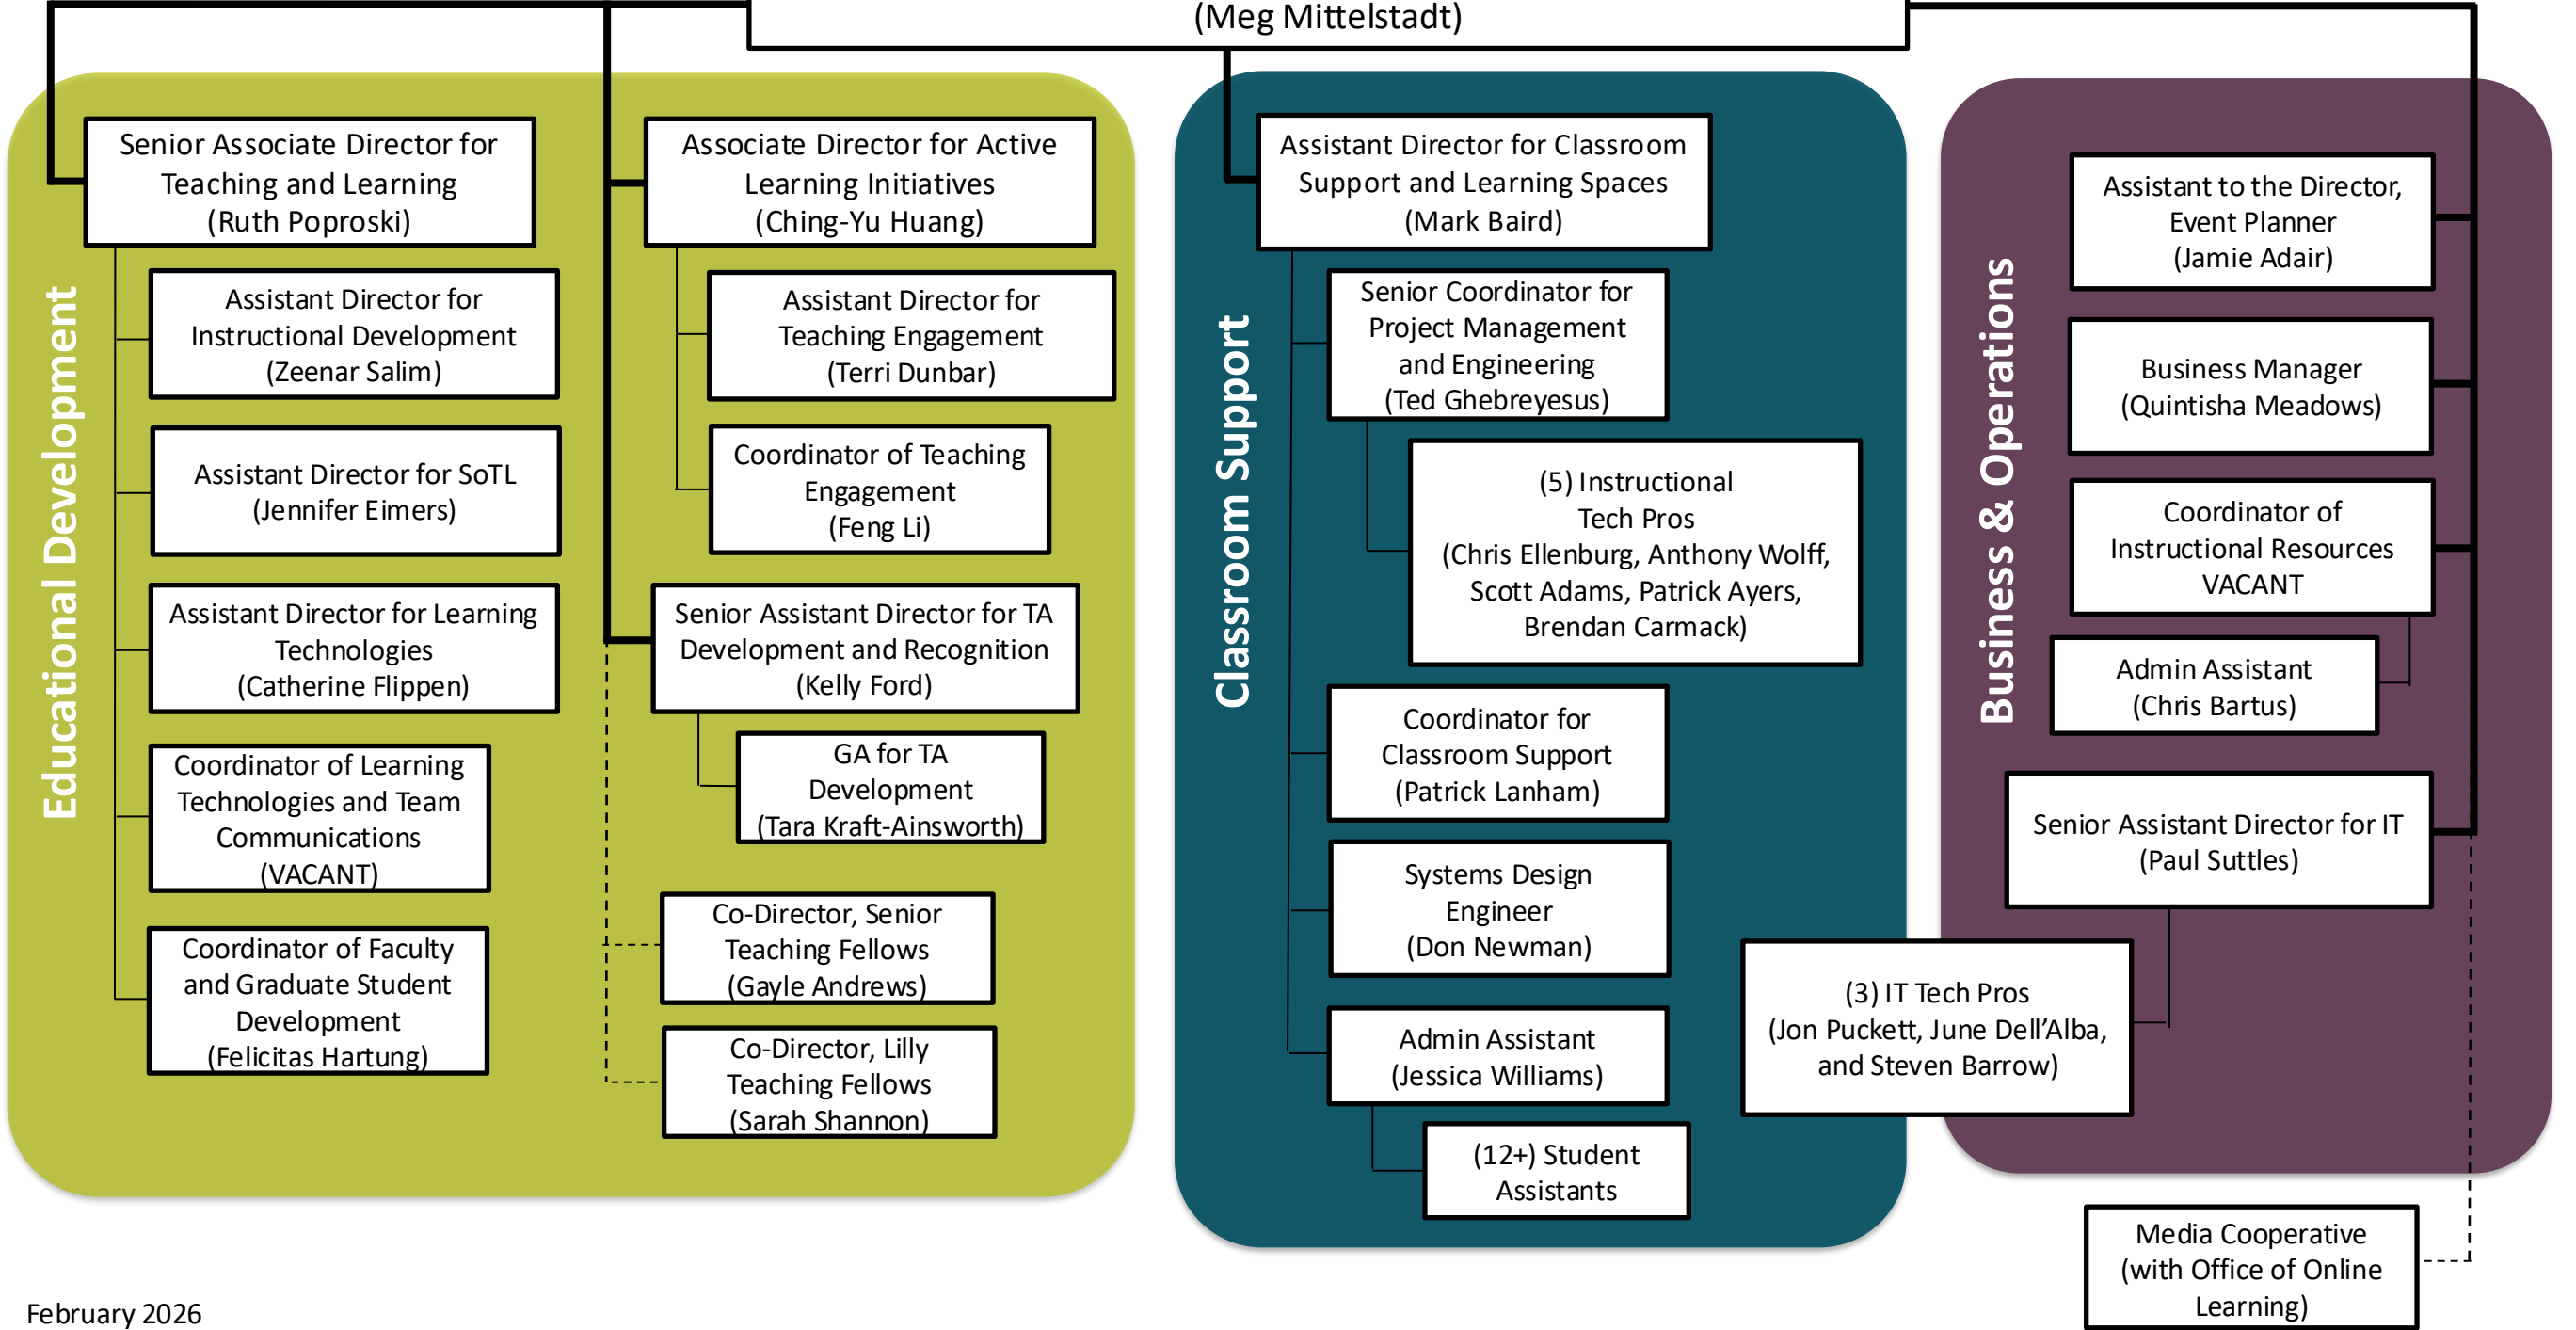 (Meg Mittelstadt)
Educational Development
Senior Associate Director for
Teaching and Learning
(Ruth Poproski)
Assistant Director for
Instructional Development
(Zeenar Salim)
Assistant Director for SoTL
(Jennifer Eimers)
Assistant Director for Learning
Technologies
(Catherine Flippen)
Coordinator of Learning
Technologies and Team
Communications
(VACANT)
Coordinator of Faculty
and Graduate Student
Development
(Felicitas Hartung)
Associate Director for Active
Learning Initiatives
(Ching-Yu Huang)
Assistant Director for
Teaching Engagement
(Terri Dunbar)
Coordinator of Teaching
Engagement
(Feng Li)
Senior Assistant Director for TA
Development and Recognition
(Kelly Ford)
GA for TA
Development
(Tara Kraft-Ainsworth)
Co-Director, Senior
Teaching Fellows
(Gayle Andrews)
Co-Director, Lilly
Teaching Fellows
(Sarah Shannon)
Classroom Support
Assistant Director for Classroom
Support and Learning Spaces
(Mark Baird)
Senior Coordinator for
Project Management
and Engineering
(Ted Ghebreyesus)
(5) Instructional
Tech Pros
(Chris Ellenburg, Anthony Wolff,
Scott Adams, Patrick Ayers,
Brendan Carmack)
Coordinator for
Classroom Support
(Patrick Lanham)
Systems Design
Engineer
(Don Newman)
Admin Assistant
(Jessica Williams)
(12+) Student
Assistants
Business & Operations
Assistant to the Director,
Event Planner
(Jamie Adair)
Business Manager
(Quintisha Meadows)
Coordinator of
Instructional Resources
VACANT
Admin Assistant
(Chris Bartus)
Senior Assistant Director for IT
(Paul Suttles)
(3) IT Tech Pros
(Jon Puckett, June Dell’Alba,
and Steven Barrow)
Media Cooperative
(with Office of Online
Learning)
February 2026